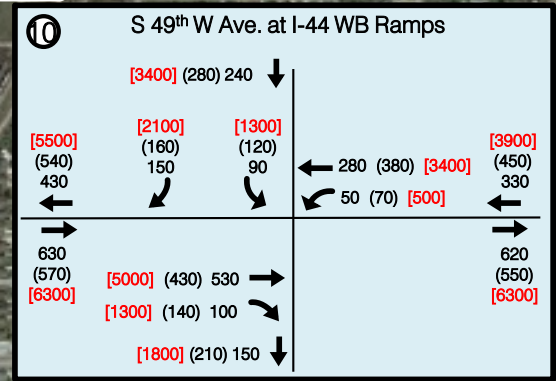 10
S 49th W Ave. at I-44 WB Ramps
[3400] (280) 240
[5500]
(540)
430
[2100]
(160)
150
[1300]
(120)
90
280 (380) [3400]
50 (70) [500]
[3900]
(450)
330
630
(570)
[6300]
[5000] (430) 530
[1300] (140) 100
[1800] (210) 150
620
(550)
[6300]